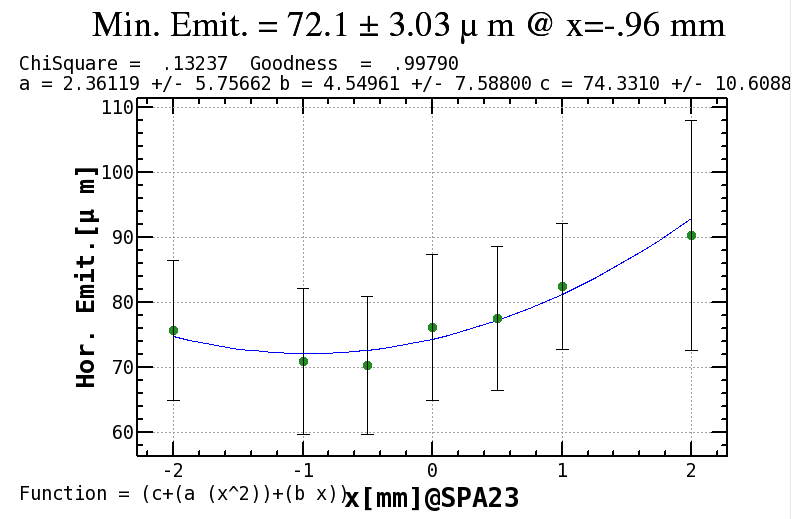 Min. Emit. = 72.1 ± 3.03 µ m @ x=-.96 mm
ChiSquare =  .13237  Goodness  =  .99790
a = 2.36119 +/- 5.75662 b = 4.54961 +/- 7.58800 c = 74.3310 +/- 10.6088
110
100
90
80
70
60
Hor. Emit.[µ m]
-2 -1 0 1 2
Function = (c+(a (x^2))+(b x))
x[mm]@SPA23